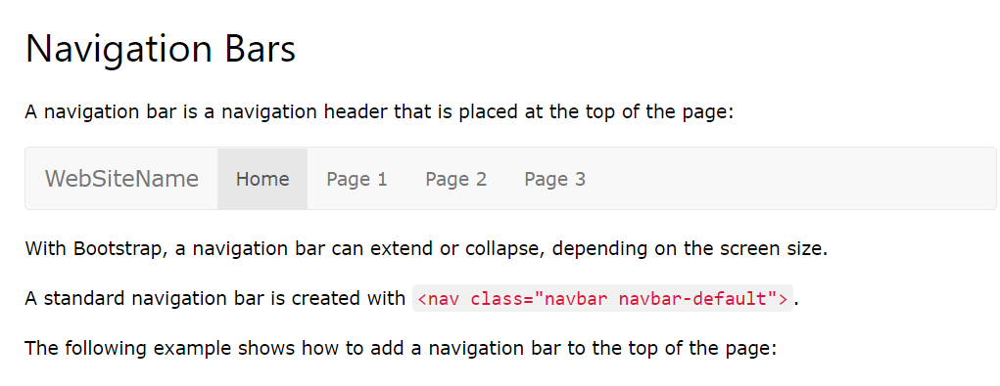 Navigation Bars
A navigation bar is a navigation header that is placed at the top of the page:
WebSiteName Home Page 1 Page 2 Page 3
With Bootstrap, a navigation bar can extend or collapse, depending on the screen size.
A standard navigation bar is created with <nav class="navbar navbar-default">.
The following example shows how to add a navigation bar to the top of the page: